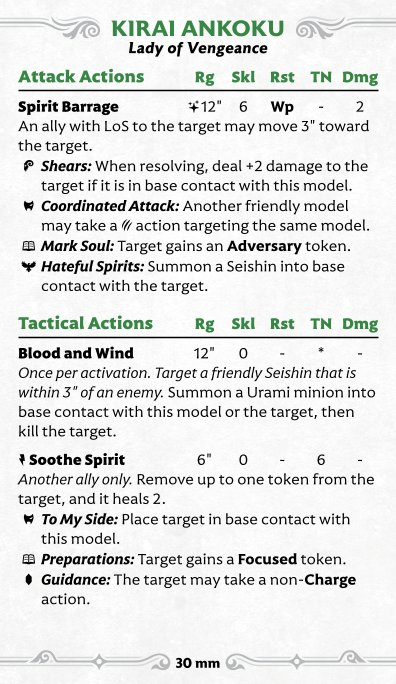 KIRAI ANKOKU
Lady of Vengeance
Attack Actions Rg Skl Rst TN Dmg
Spirit Barrage 12" 6 Wp - 2
An ally with LoS to the target may move 3" toward
the target.
Shears: When resolving, deal +2 damage to the
target if it is in base contact with this model.
Coordinated Attack: Another friendly model
may take a action targeting the same model.
Mark Soul: Target gains an Adversary token.
Hateful Spirits: Summon a Seishin into base
contact with the target.
Tactical Actions Rg Skl Rst TN Dmg
Blood and Wind 12" 0 - * -
Once per activation. Target a friendly Seishin that is
within 3" of an enemy. Summon a Urami minion into
base contact with this model or the target, then
kill the target.
Soothe Spirit 6" 0 - 6 -
Another ally only. Remove up to one token from the
target, and it heals 2.
To My Side: Place target in base contact with
this model.
Preparations: Target gains a Focused token.
Guidance: The target may take a non-Charge
action.
30 mm